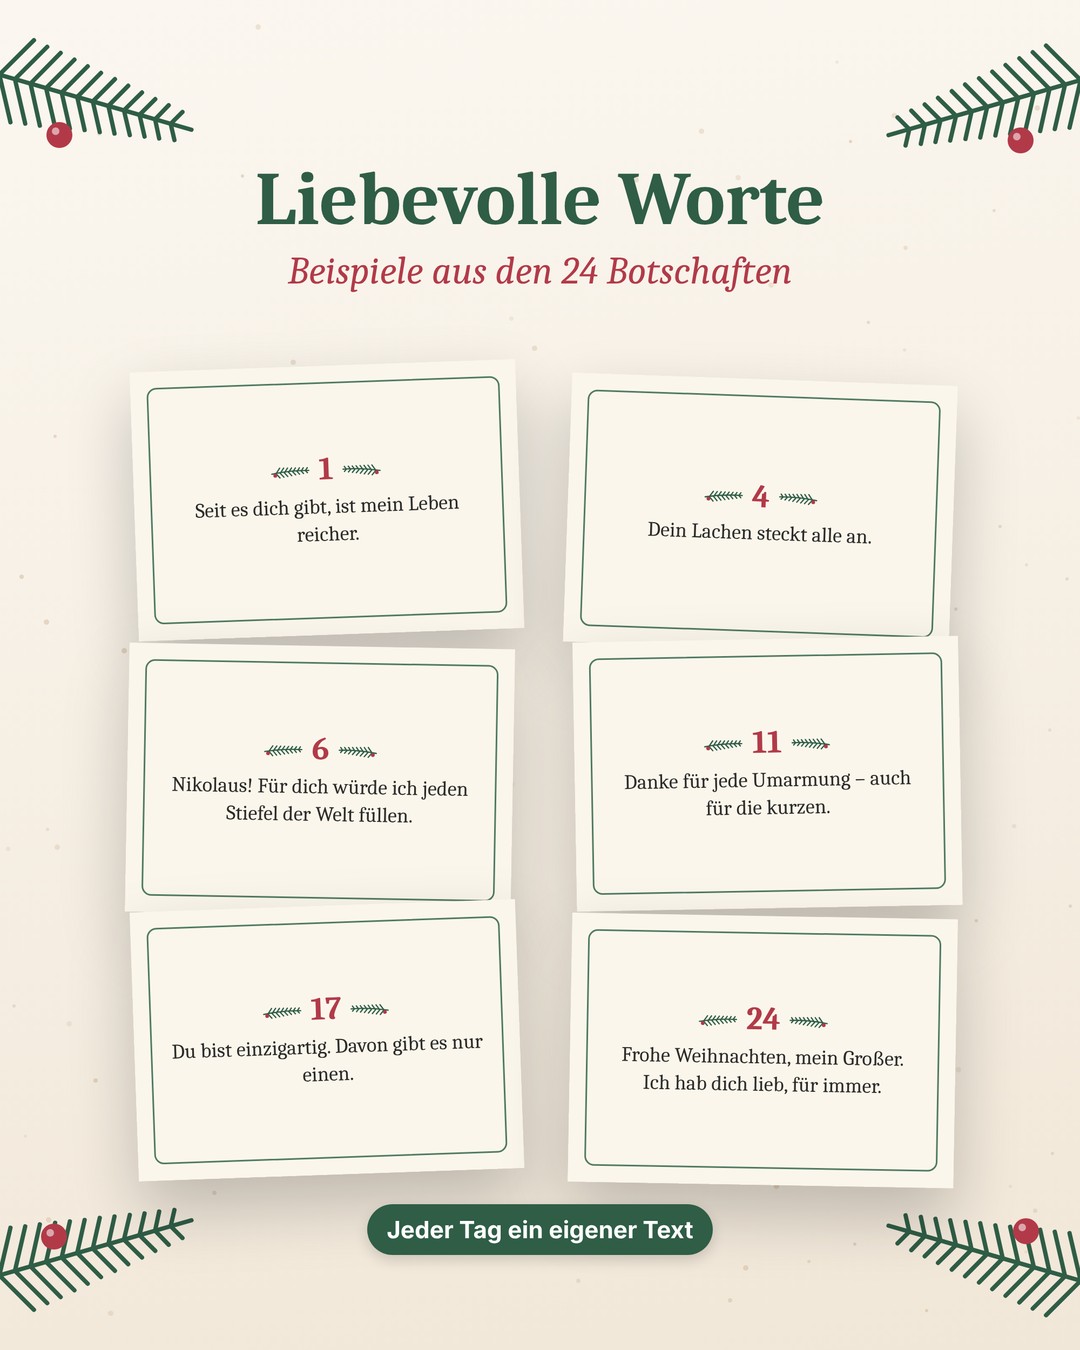 Liebevolle Worte
Beispiele aus den 24 Botschaften
1
Seit es dich gibt, ist mein Leben
reicher.
4
Dein Lachen steckt alle an.
6
Nikolaus! Für dich würde ich jeden
Stiefel der Welt füllen.
11
Danke für jede Umarmung – auch
für die kurzen.
17
Du bist einzigartig. Davon gibt es nur
einen.
24
Frohe Weihnachten, mein Großer.
Ich hab dich lieb, für immer.
Jeder Tag ein eigener Text